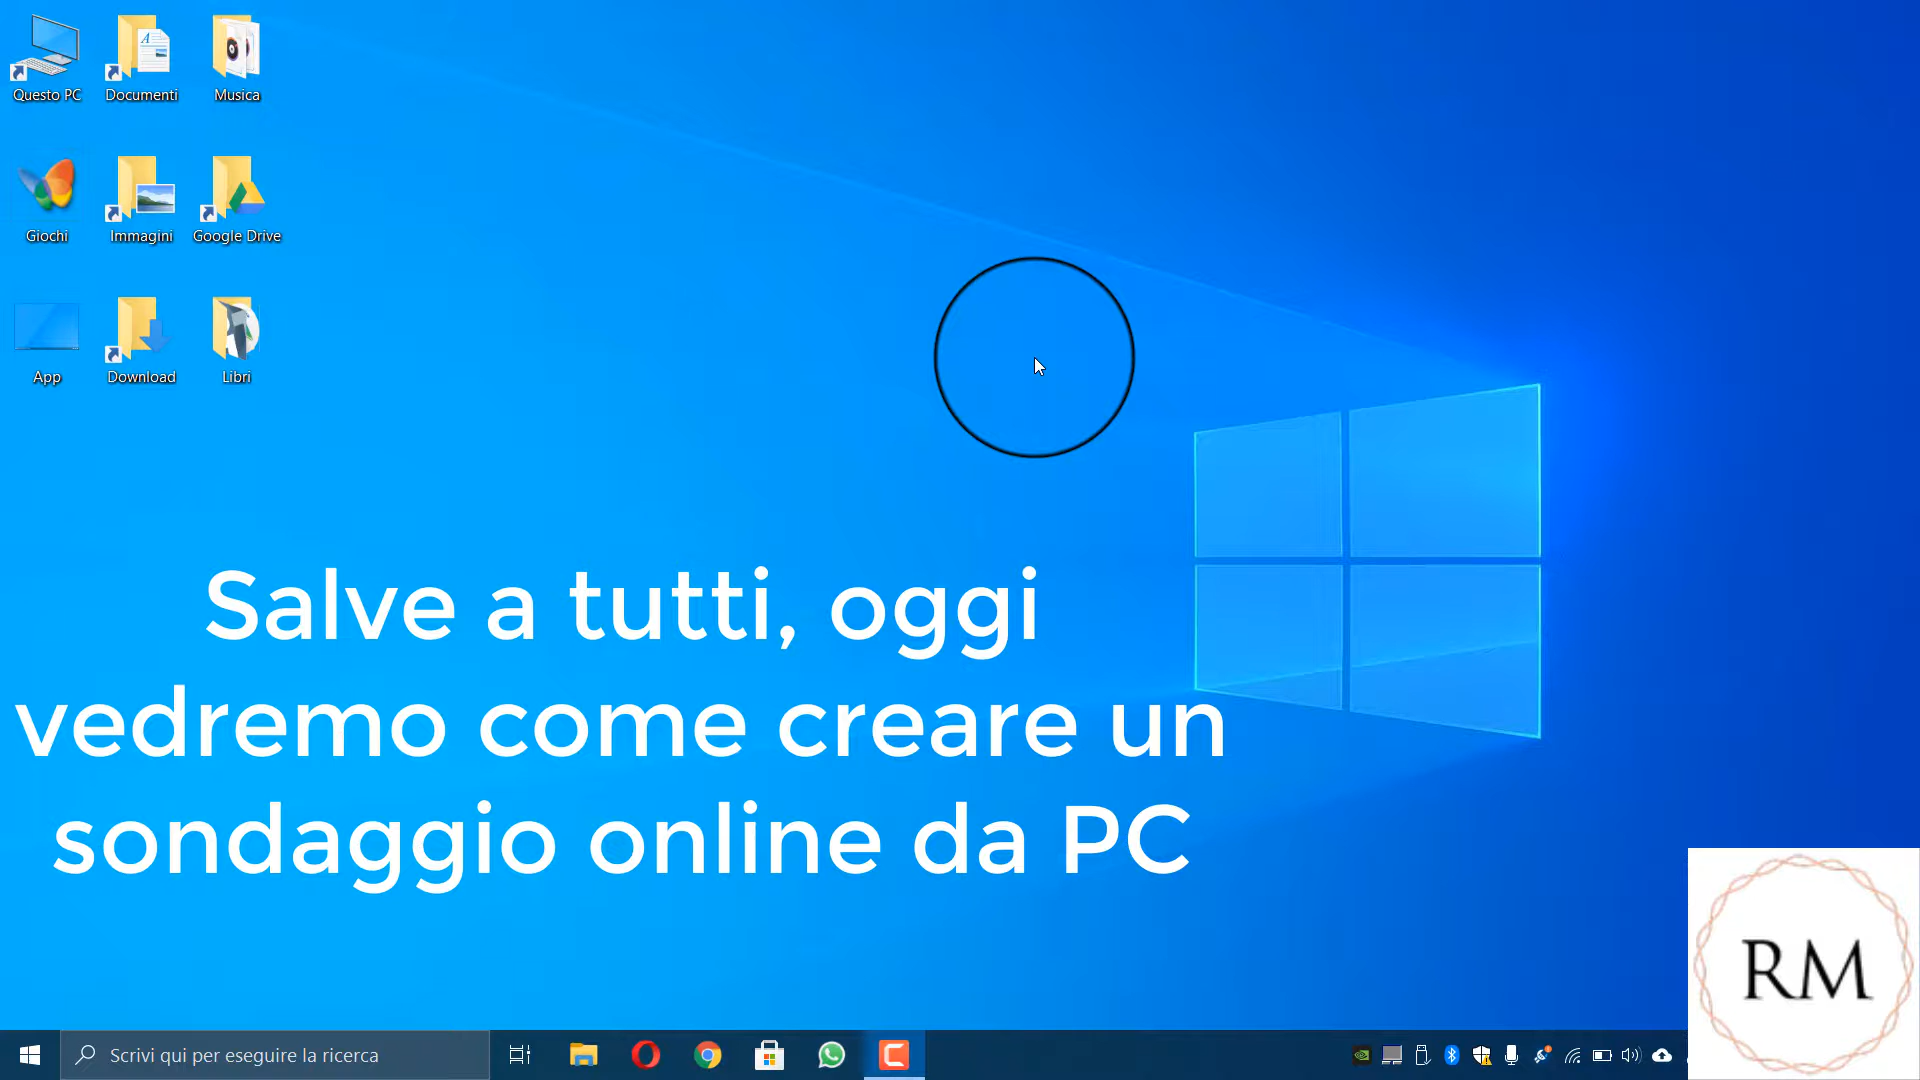 Questo PC
Documenti
Musica
Giochi
Immagini
Google Drive
App
Download
Libri
Salve a tutti, oggi
vedremo come creare un
sondaggio online da PC
RM
Scrivi qui per eseguire la ricerca